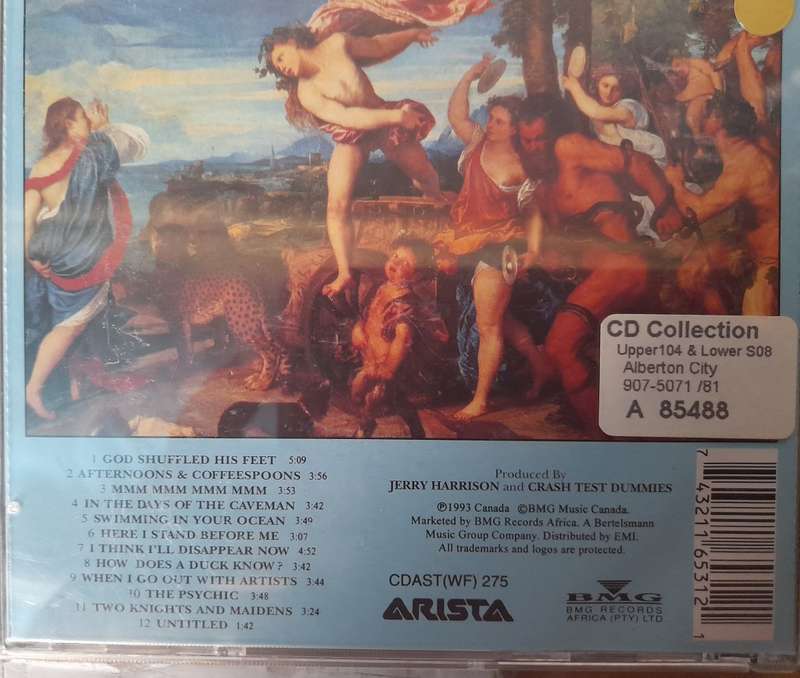 CD Collection
Upper104 & Lower S08
Alberton City
907-5071 /81
A 85488
1 GOD SHUFFLED HIS FEET 5:09
2 AFTERNOONS & COFFEESPOONS 3:56
3 MMM MMM MMM MMM 3:53
4 IN THE DAYS OF THE CAVEMAN 3:42
5 SWIMMING IN YOUR OCEAN 3:49
6 HERE I STAND BEFORE ME 3:07
7 I THINK I'LL DISAPPEAR NOW 4:52
8 HOW DOES A DUCK KNOW? 3:42
9 WHEN I GO OUT WITH ARTISTS 3:44
10 THE PSYCHIC 3:48
11 TWO KNIGHTS AND MAIDENS 3:24
12 UNTITLED 1:42
Produced By
JERRY HARRISON and CRASH TEST DUMMIES
℗1993 Canada ©BMG Music Canada.
Marketed by BMG Records Africa. A Bertelsmann
Music Group Company. Distributed by EMI.
All trademarks and logos are protected.
CDAST(WF) 275
ARISTA
BMG
BMG RECORDS
AFRICA (PTY) LTD
7 43211 65312 1